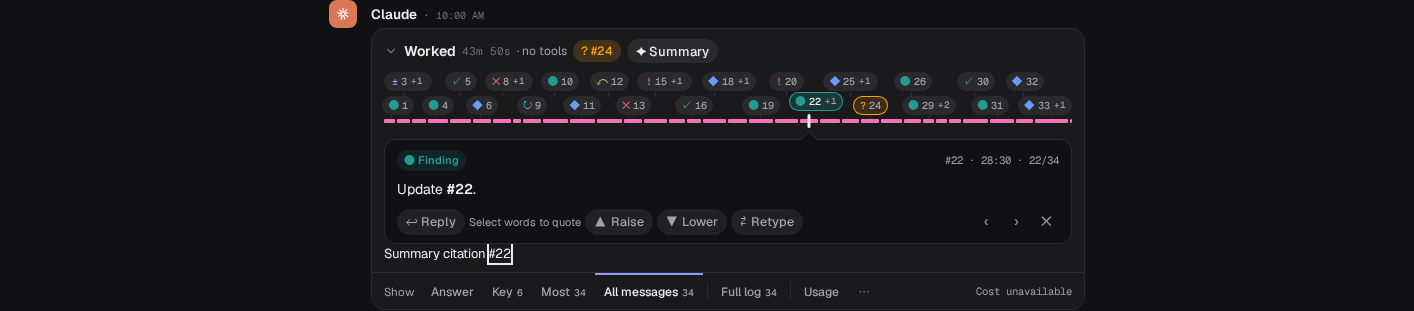 Claude · 10:00 AM
Worked 43m 50s · no tools ? #24 ✦ Summary
± 3 +1 ✓ 5 ✕ 8 +1 10 12 ! 15 +1 18 +1 ! 20 25 +1 26 ✓ 30 32
1 4 6 9 11 ✕ 13 ✓ 16 19 22 +1 ? 24 29 +2 31 33 +1
Finding #22 · 28:30 · 22/34
Update #22.
↩ Reply Select words to quote ▲ Raise ▼ Lower ⇄ Retype ‹ › ✕
Summary citation #22
Show Answer Key 6 Most 34 All messages 34 Full log 34 Usage ··· Cost unavailable